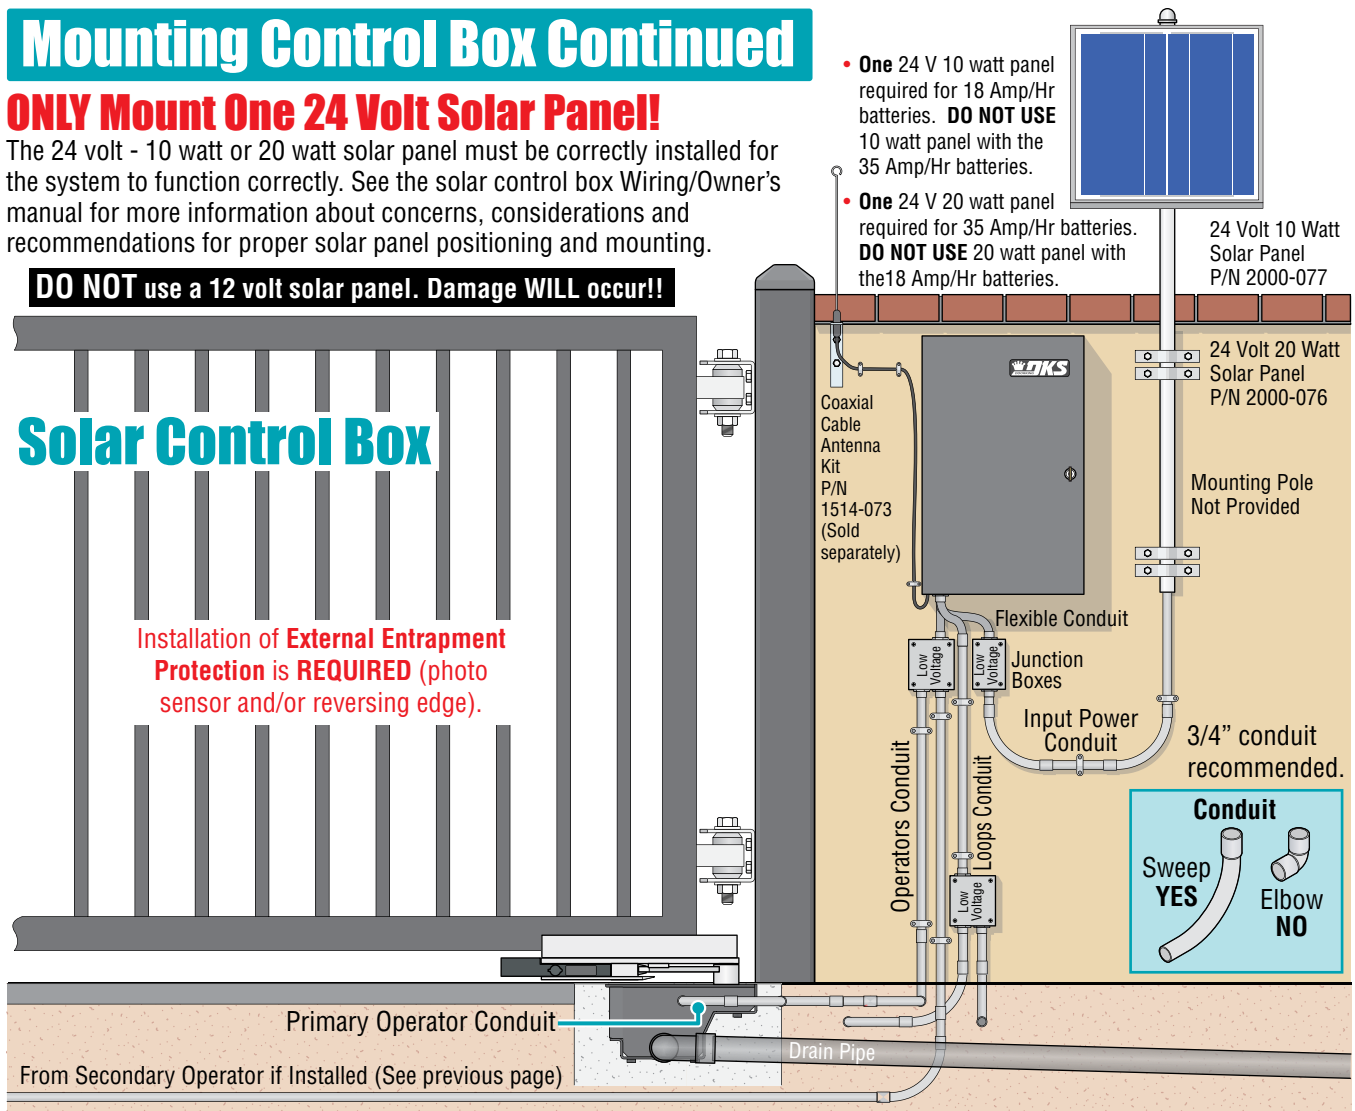 Mounting Control Box Continued
ONLY Mount One 24 Volt Solar Panel!
The 24 volt - 10 watt or 20 watt solar panel must be correctly installed for
the system to function correctly. See the solar control box Wiring/Owner's
manual for more information about concerns, considerations and
recommendations for proper solar panel positioning and mounting.
DO NOT use a 12 volt solar panel. Damage WILL occur!!
• One 24 V 10 watt panel
required for 18 Amp/Hr
batteries. DO NOT USE
10 watt panel with the
35 Amp/Hr batteries.
• One 24 V 20 watt panel
required for 35 Amp/Hr batteries.
DO NOT USE 20 watt panel with
the18 Amp/Hr batteries.
24 Volt 10 Watt
Solar Panel
P/N 2000-077
24 Volt 20 Watt
Solar Panel
P/N 2000-076
Mounting Pole
Not Provided
DKS
Coaxial
Cable
Antenna
Kit
P/N
1514-073
(Sold
separately)
Solar Control Box
Installation of External Entrapment
Protection is REQUIRED (photo
sensor and/or reversing edge).
Flexible Conduit
Low
Voltage
Low
Voltage
Junction
Boxes
Input Power
Conduit
3/4” conduit
recommended.
Operators Conduit
Loops Conduit
Low
Voltage
Conduit
Sweep
YES
Elbow
NO
Primary Operator Conduit
Drain Pipe
From Secondary Operator if Installed (See previous page)